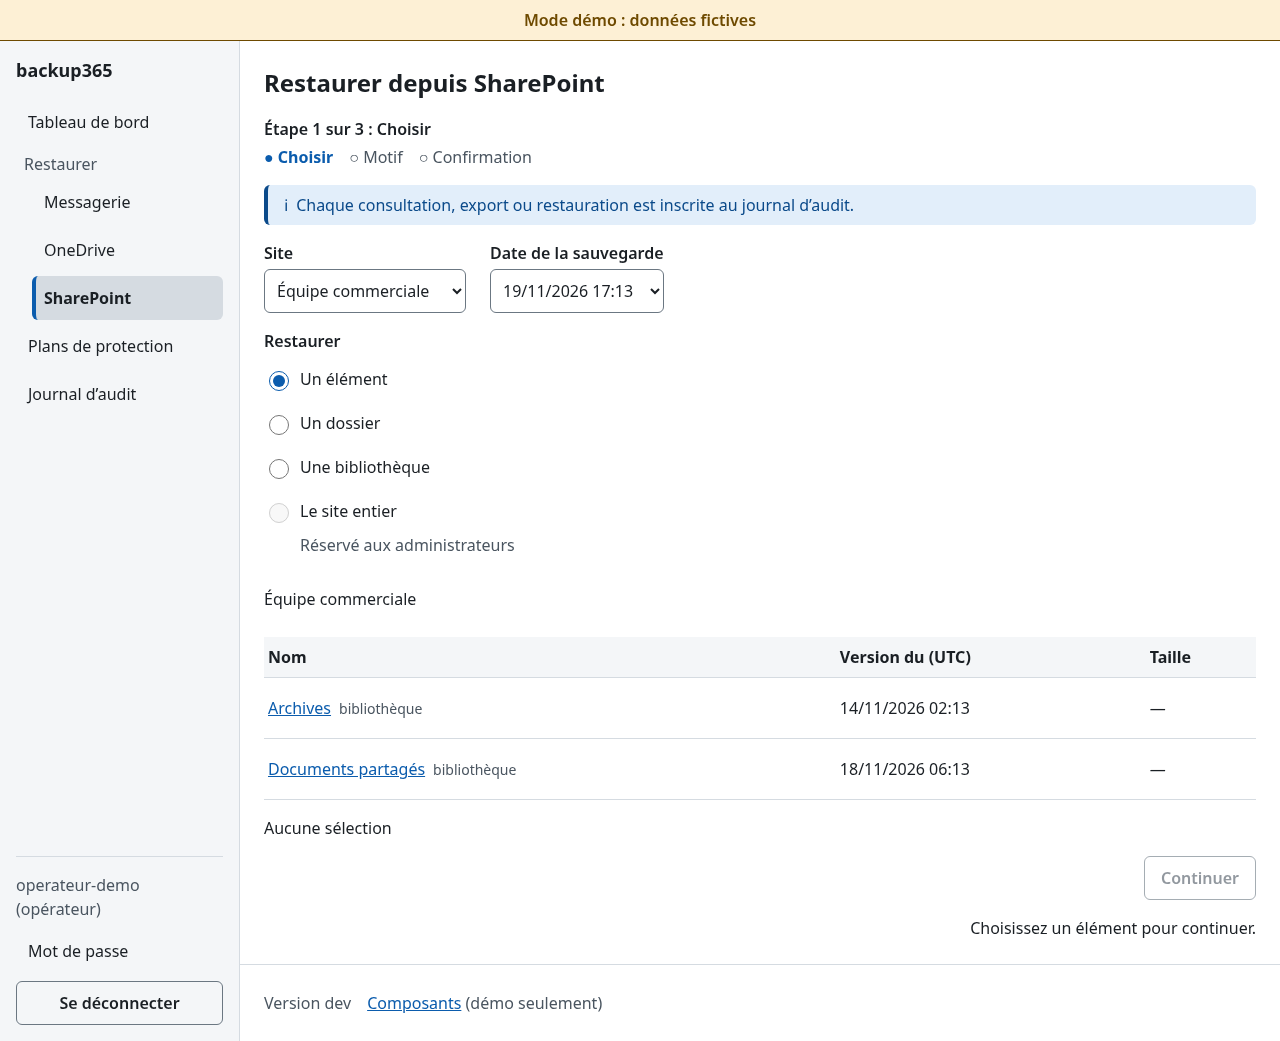 Mode démo : données fictives
backup365
Tableau de bord
Restaurer
Messagerie
OneDrive
SharePoint
Plans de protection
Journal d’audit
operateur-demo
(opérateur)
Mot de passe
Se déconnecter
Restaurer depuis SharePoint
Étape 1 sur 3 : Choisir
● Choisir ○ Motif ○ Confirmation
i Chaque consultation, export ou restauration est inscrite au journal d’audit.
Site Date de la sauvegarde
Équipe commerciale 19/11/2026 17:13
Restaurer
Un élément
Un dossier
Une bibliothèque
Le site entier
Réservé aux administrateurs
Équipe commerciale
Nom Version du (UTC) Taille
Archives bibliothèque 14/11/2026 02:13 —
Documents partagés bibliothèque 18/11/2026 06:13 —
Aucune sélection
Continuer
Choisissez un élément pour continuer.
Version dev Composants (démo seulement)